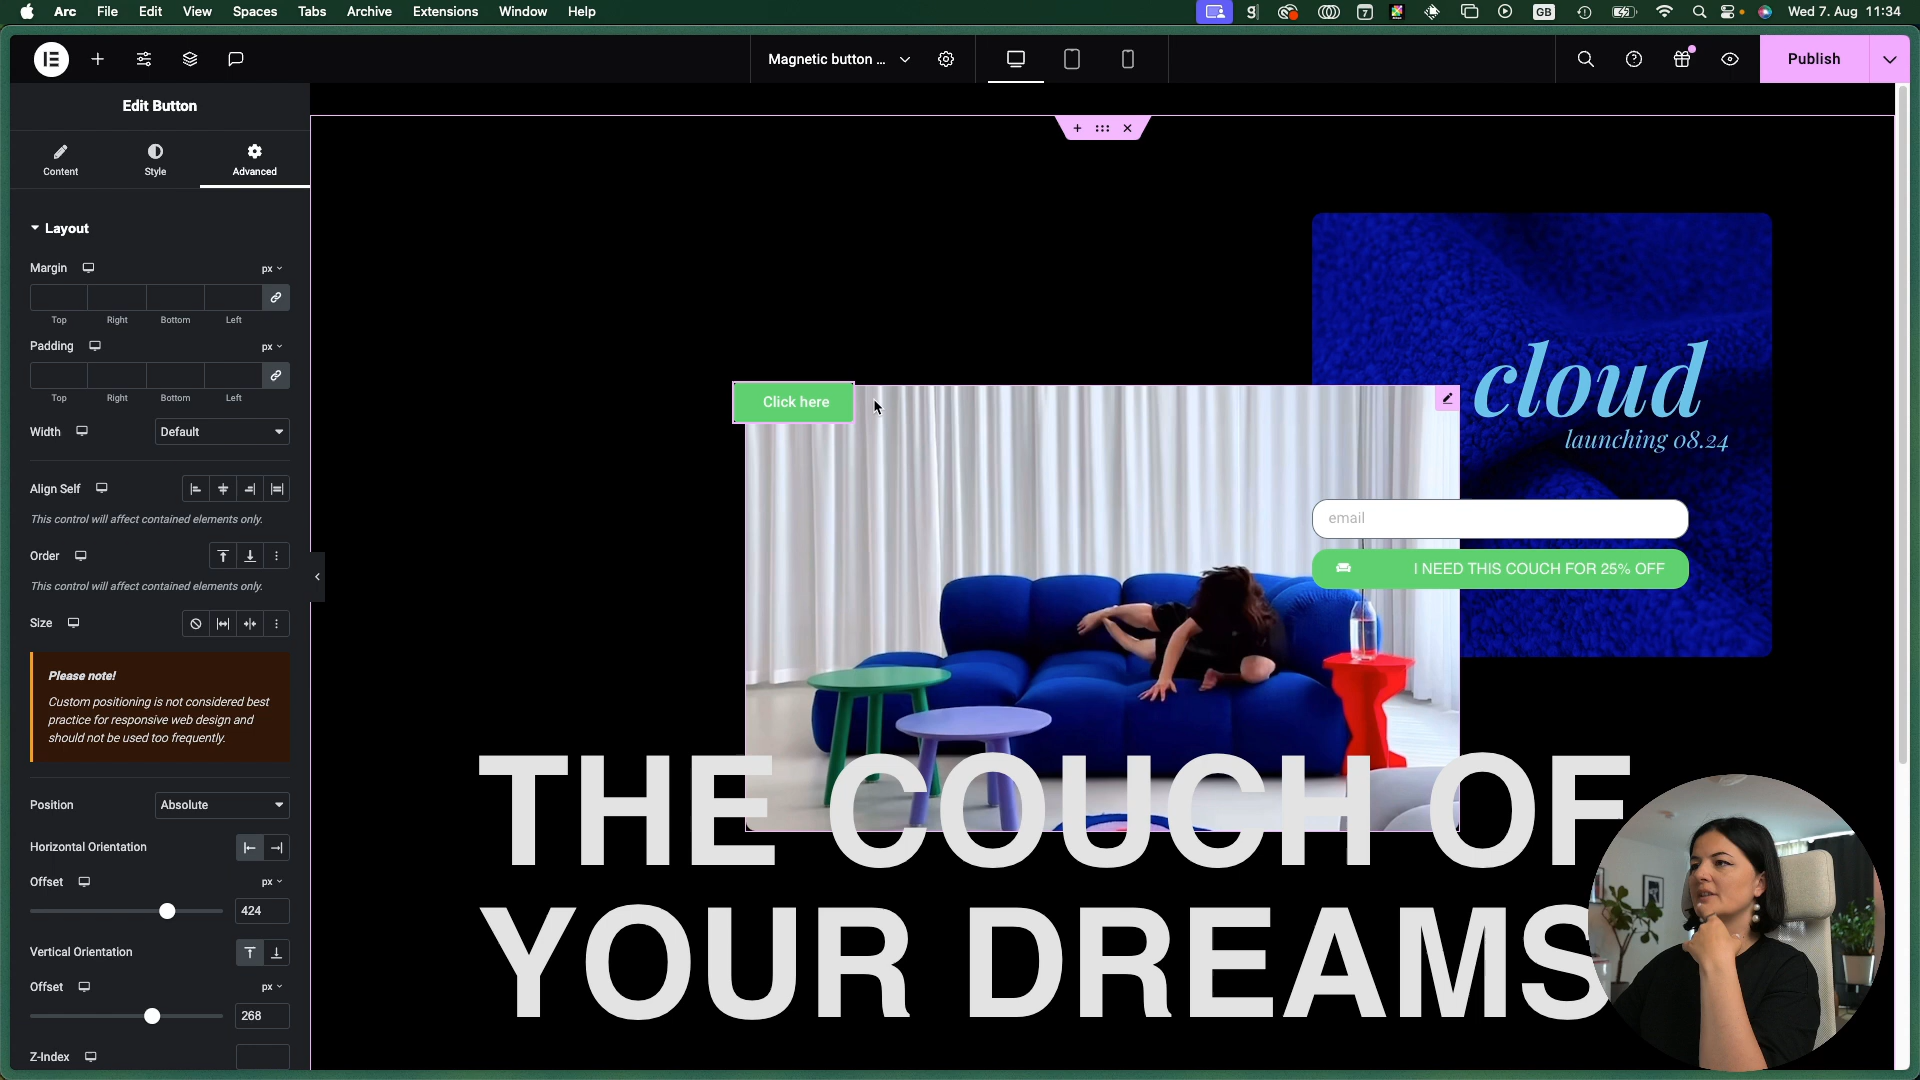 Arc File Edit View Spaces Tabs Archive Extensions Window Help
GB
7
Wed 7. Aug 11:34
Magnetic button ...
Publish
Edit Button
Content Style Advanced
Layout
Margin px
Top Right Bottom Left
Padding px
Top Right Bottom Left
Width Default
Align Self
This control will affect contained elements only.
Order
This control will affect contained elements only.
Size
Please note!
Custom positioning is not considered best
practice for responsive web design and
should not be used too frequently.
Position Absolute
Horizontal Orientation
Offset px
424
Vertical Orientation
Offset px
268
Z-Index
Click here
cloud
launching 08.24
email
I NEED THIS COUCH FOR 25% OFF
THE COUCH OF
YOUR DREAMS